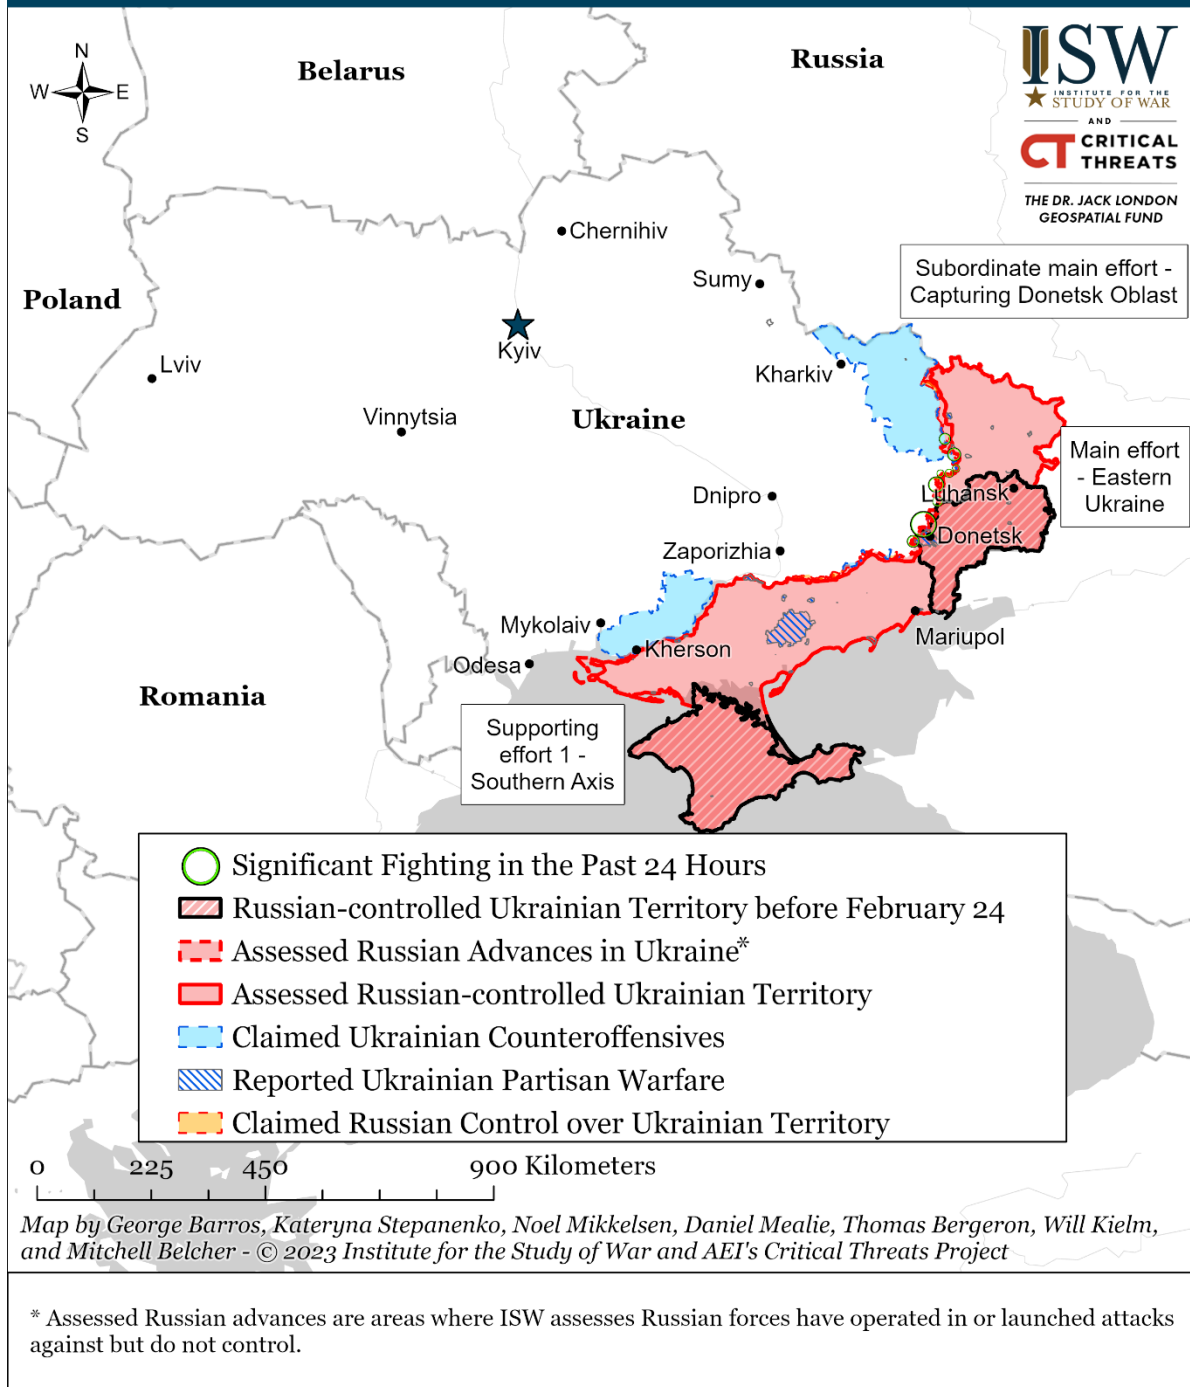 N
W
E
S
Belarus
Russia
ISW
INSTITUTE FOR THE
STUDY OF WAR
AND
CT CRITICAL
THREATS
THE DR. JACK LONDON
GEOSPATIAL FUND
Chernihiv
Sumy
Subordinate main effort -
Capturing Donetsk Oblast
Poland
Kyiv
Lviv
Kharkiv
Vinnytsia
Ukraine
Main effort
- Eastern
Ukraine
Dnipro
Luhansk
Donetsk
Zaporizhia
Mykolaiv
Mariupol
Kherson
Odesa
Romania
Supporting
effort 1 -
Southern Axis
Significant Fighting in the Past 24 Hours
Russian-controlled Ukrainian Territory before February 24
Assessed Russian Advances in Ukraine*
Assessed Russian-controlled Ukrainian Territory
Claimed Ukrainian Counteroffensives
Reported Ukrainian Partisan Warfare
Claimed Russian Control over Ukrainian Territory
0 225 450 900 Kilometers
Map by George Barros, Kateryna Stepanenko, Noel Mikkelsen, Daniel Mealie, Thomas Bergeron, Will Kielm,
and Mitchell Belcher - © 2023 Institute for the Study of War and AEI's Critical Threats Project
* Assessed Russian advances are areas where ISW assesses Russian forces have operated in or launched attacks
against but do not control.